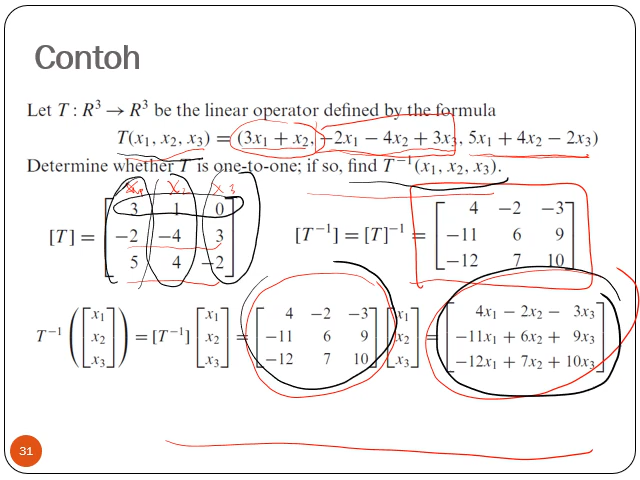 Contoh
Let T : R³ → R³ be the linear operator defined by the formula
T(x₁, x₂, x₃) = (3x₁ + x₂, −2x₁ − 4x₂ + 3x₃, 5x₁ + 4x₂ − 2x₃)
Determine whether T is one-to-one; if so, find T⁻¹(x₁, x₂, x₃).
x₂ x₃
[T] = [3 1 0
−2 −4 3
5 4 −2]
[T⁻¹] = [T]⁻¹ = [4 −2 −3
−11 6 9
−12 7 10]
T⁻¹ ([x₁
x₂
x₃]) = [T⁻¹] [x₁
x₂
x₃] = [4 −2 −3
−11 6 9
−12 7 10] [x₁
x₂
x₃] = [4x₁ − 2x₂ − 3x₃
−11x₁ + 6x₂ + 9x₃
−12x₁ + 7x₂ + 10x₃]
31